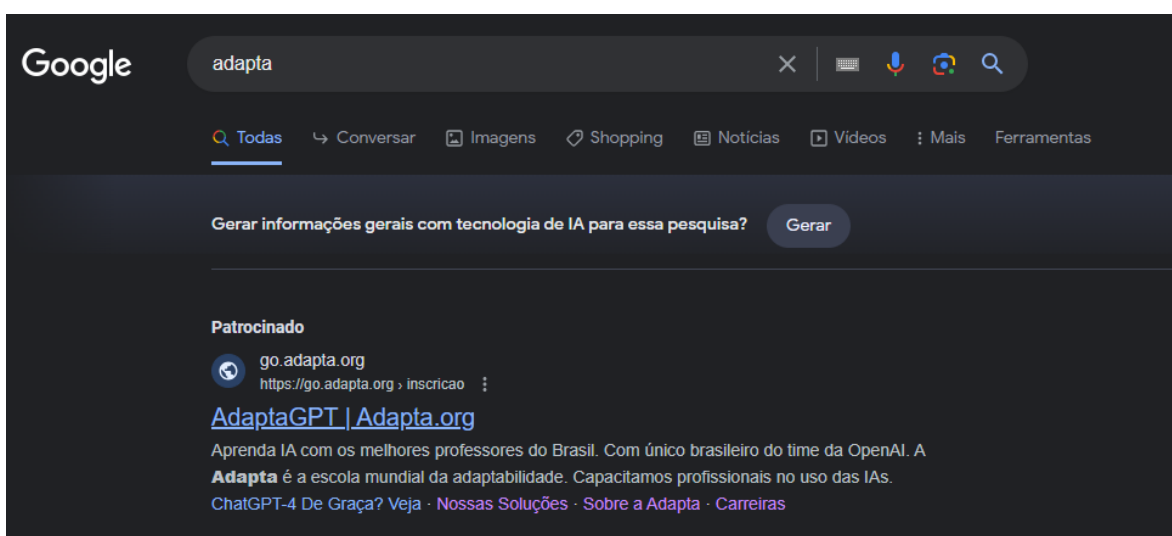 Google
adapta
Todas Conversar Imagens Shopping Notícias Vídeos Mais Ferramentas
Gerar informações gerais com tecnologia de IA para essa pesquisa? Gerar
Patrocinado
go.adapta.org
https://go.adapta.org › inscricao
AdaptaGPT | Adapta.org
Aprenda IA com os melhores professores do Brasil. Com único brasileiro do time da OpenAI. A
Adapta é a escola mundial da adaptabilidade. Capacitamos profissionais no uso das IAs.
ChatGPT-4 De Graça? Veja · Nossas Soluções · Sobre a Adapta · Carreiras